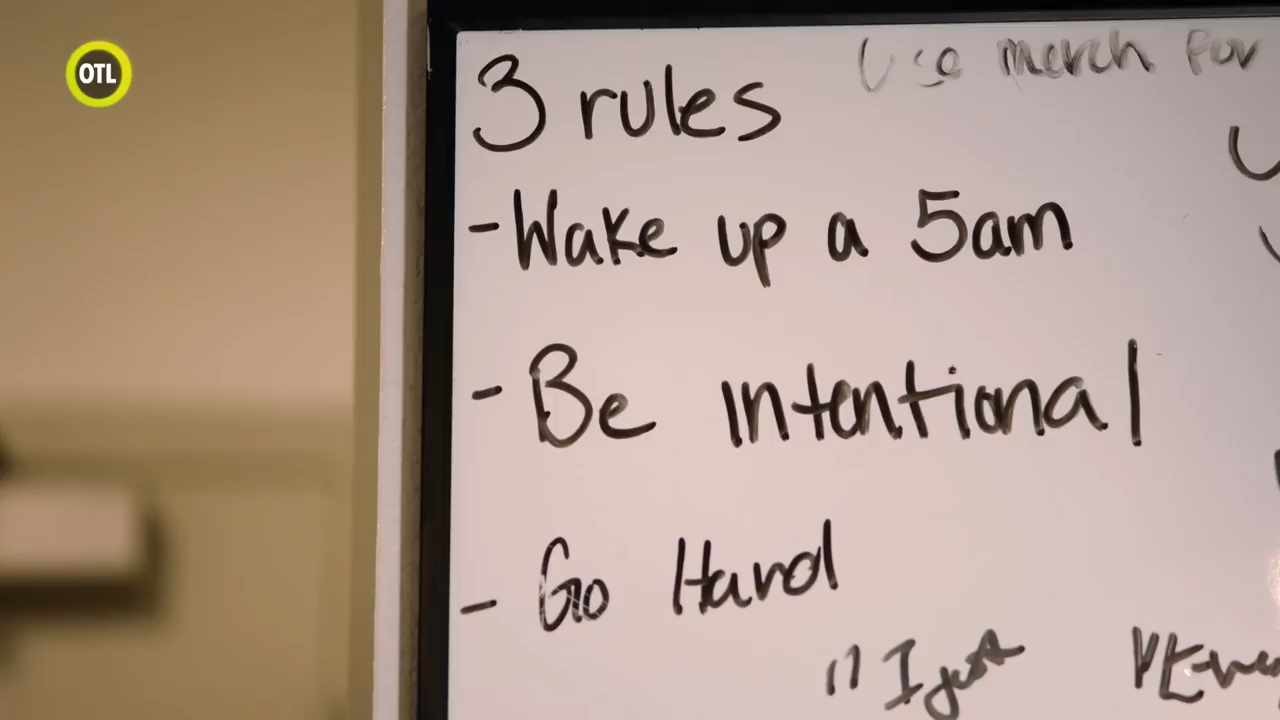 OTL
Use merch for
3 rules
- Wake up a 5am
- Be intentional
- Go Hard
" I just